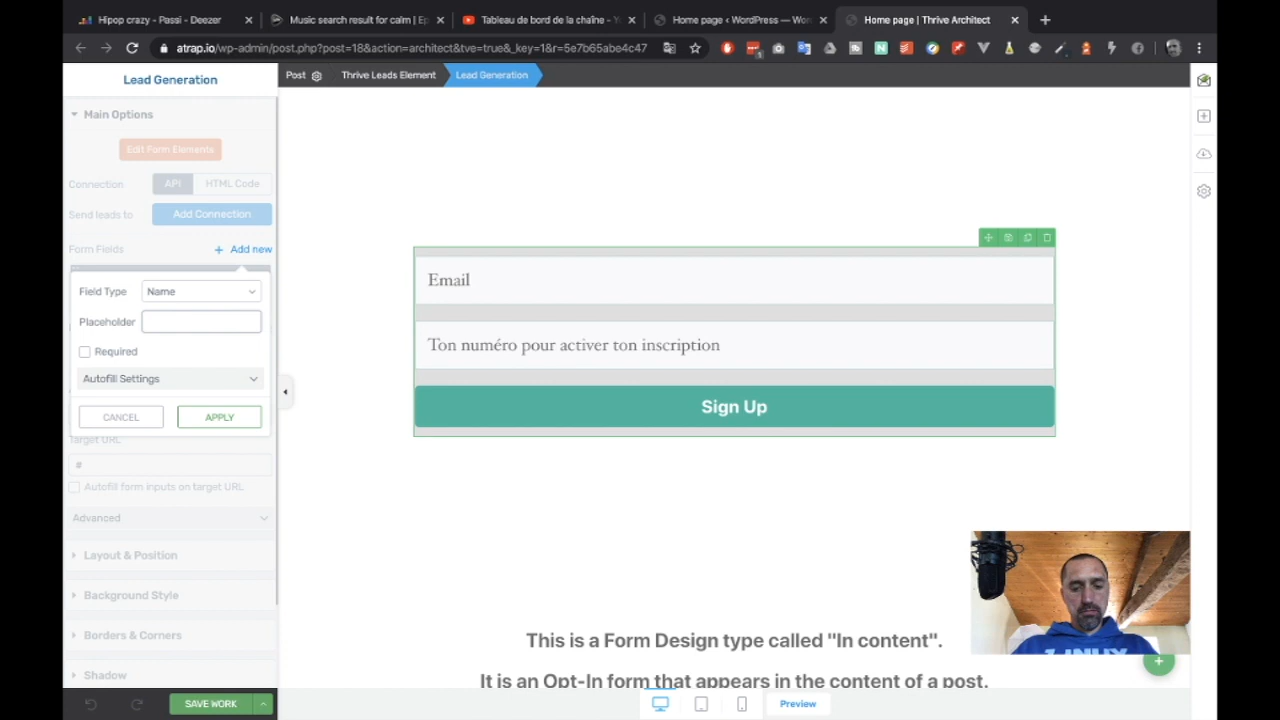 Hipop crazy - Passi - Deezer
Music search result for calm | Ep
Tableau de bord de la chaîne - Y
Home page ‹ WordPress — Wor
Home page | Thrive Architect
atrap.io/wp-admin/post.php?post=18&action=architect&tve=true&_key=1&r=5e7b65abe4c47
Lead Generation
Post
Thrive Leads Element
Lead Generation
Main Options
Edit Form Elements
Connection
API
HTML Code
Send leads to
Add Connection
Form Fields
+ Add new
Field Type
Name
Placeholder
Required
Autofill Settings
CANCEL
APPLY
Target URL
#
Autofill form inputs on target URL
Advanced
Layout & Position
Background Style
Borders & Corners
Shadow
SAVE WORK
Email
Ton numéro pour activer ton inscription
Sign Up
This is a Form Design type called "In content".
It is an Opt-In form that appears in the content of a post.
Preview